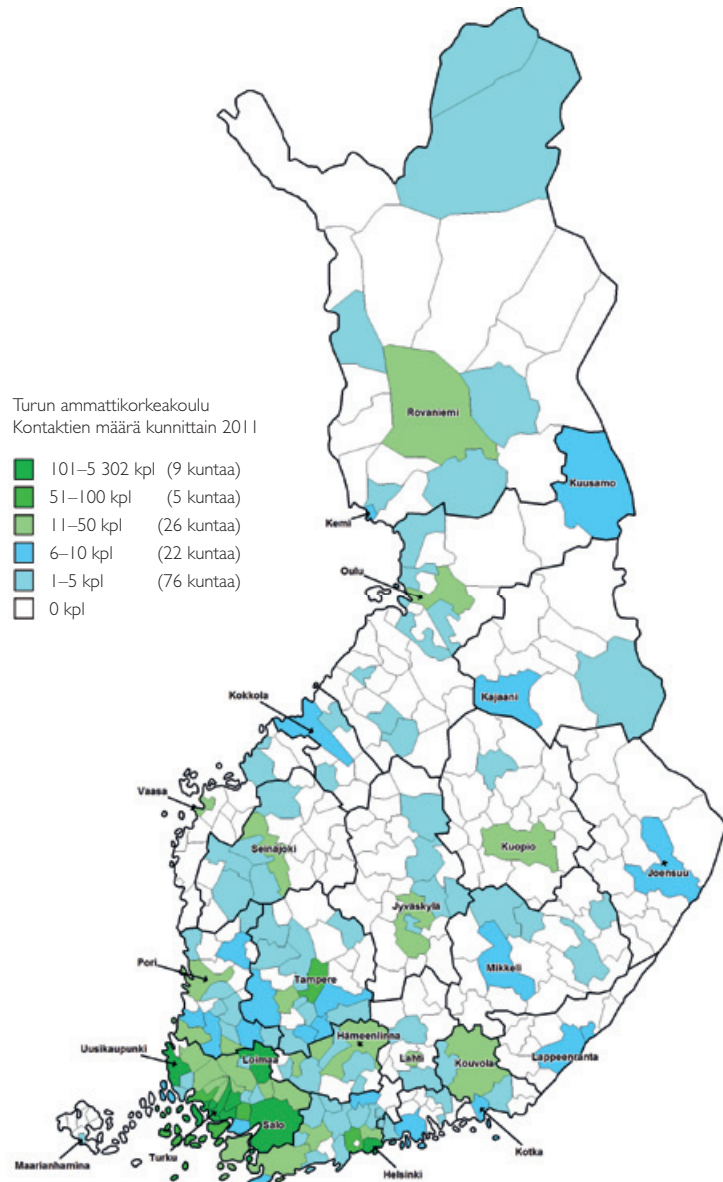 Turun ammattikorkeakoulu
Kontaktien määrä kunnittain 2011
101–5 302 kpl (9 kuntaa)
51–100 kpl (5 kuntaa)
11–50 kpl (26 kuntaa)
6–10 kpl (22 kuntaa)
1–5 kpl (76 kuntaa)
0 kpl
Rovaniemi
Kuusamo
Kemi
Oulu
Kajaani
Kokkola
Vaasa
Seinäjoki
Kuopio
Joensuu
Jyväskylä
Mikkeli
Pori
Tampere
Uusikaupunki
Hämeenlinna
Loimaa
Lahti
Kouvola
Lappeenranta
Salo
Kotka
Maarianhamina
Turku
Helsinki